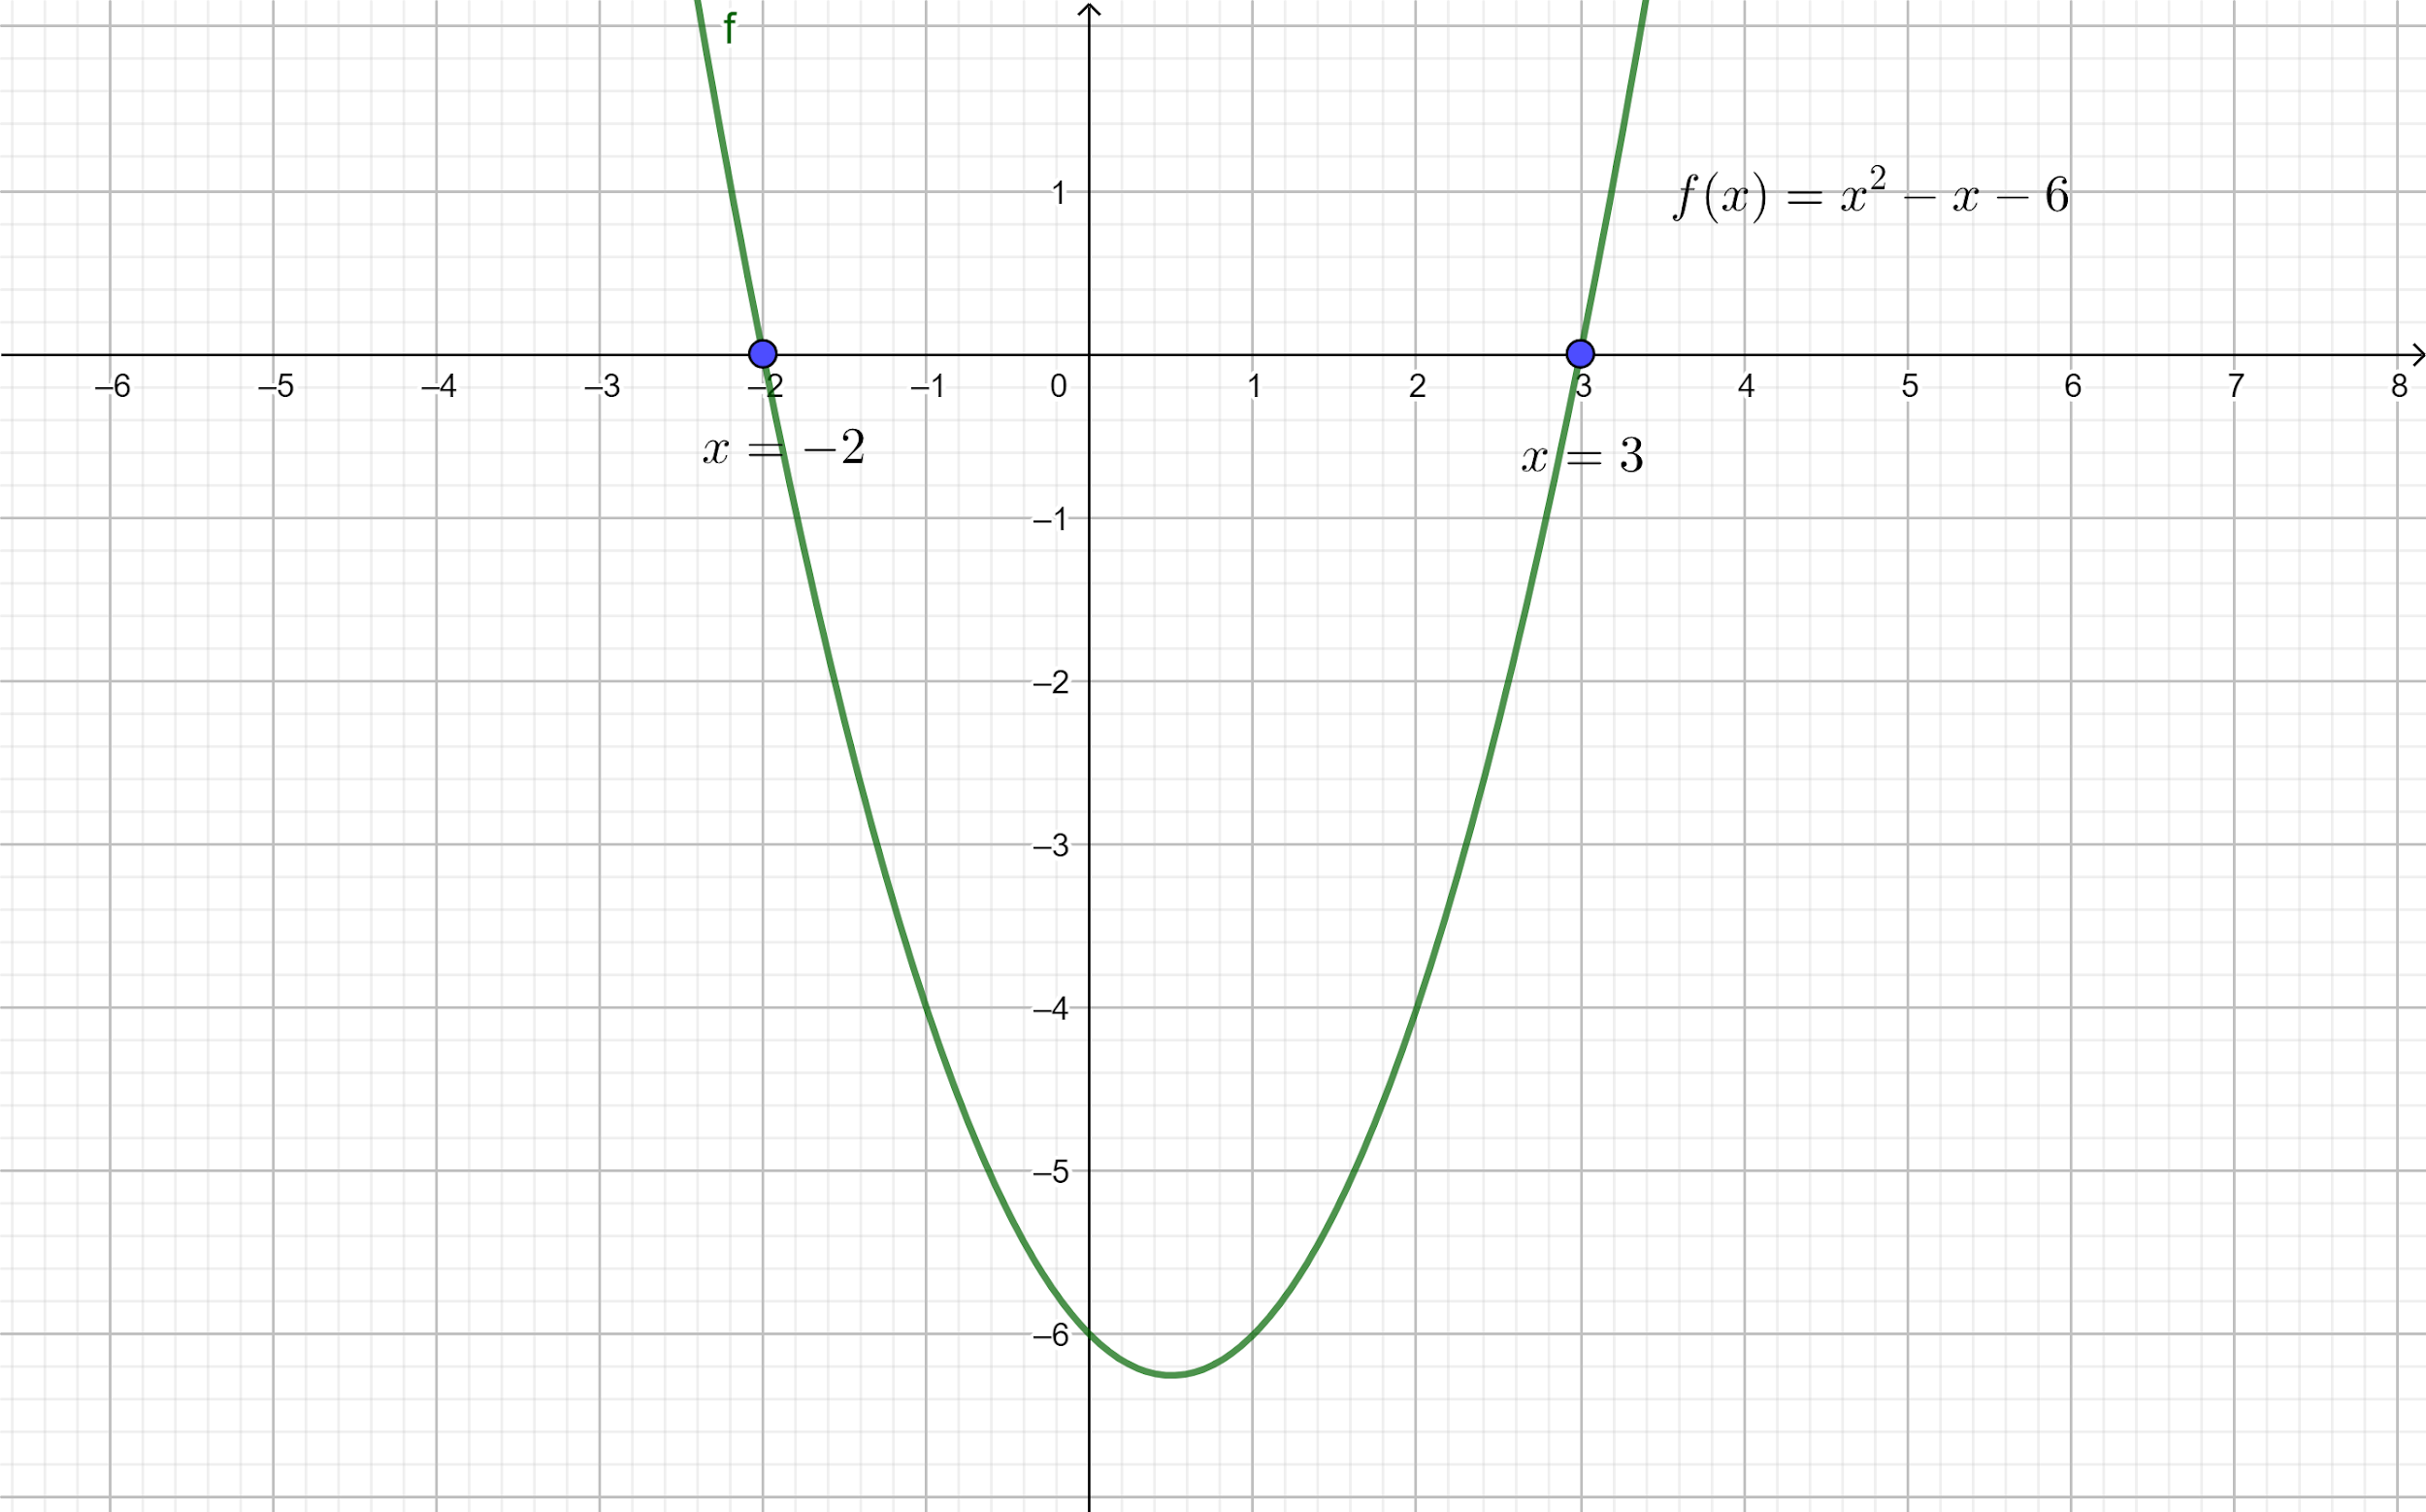 f
1
f(x) = x² − x − 6
–6 –5 –4 –3 –2 –1 0 1 2 3 4 5 6 7 8
x = −2
x = 3
–1
–2
–3
–4
–5
–6